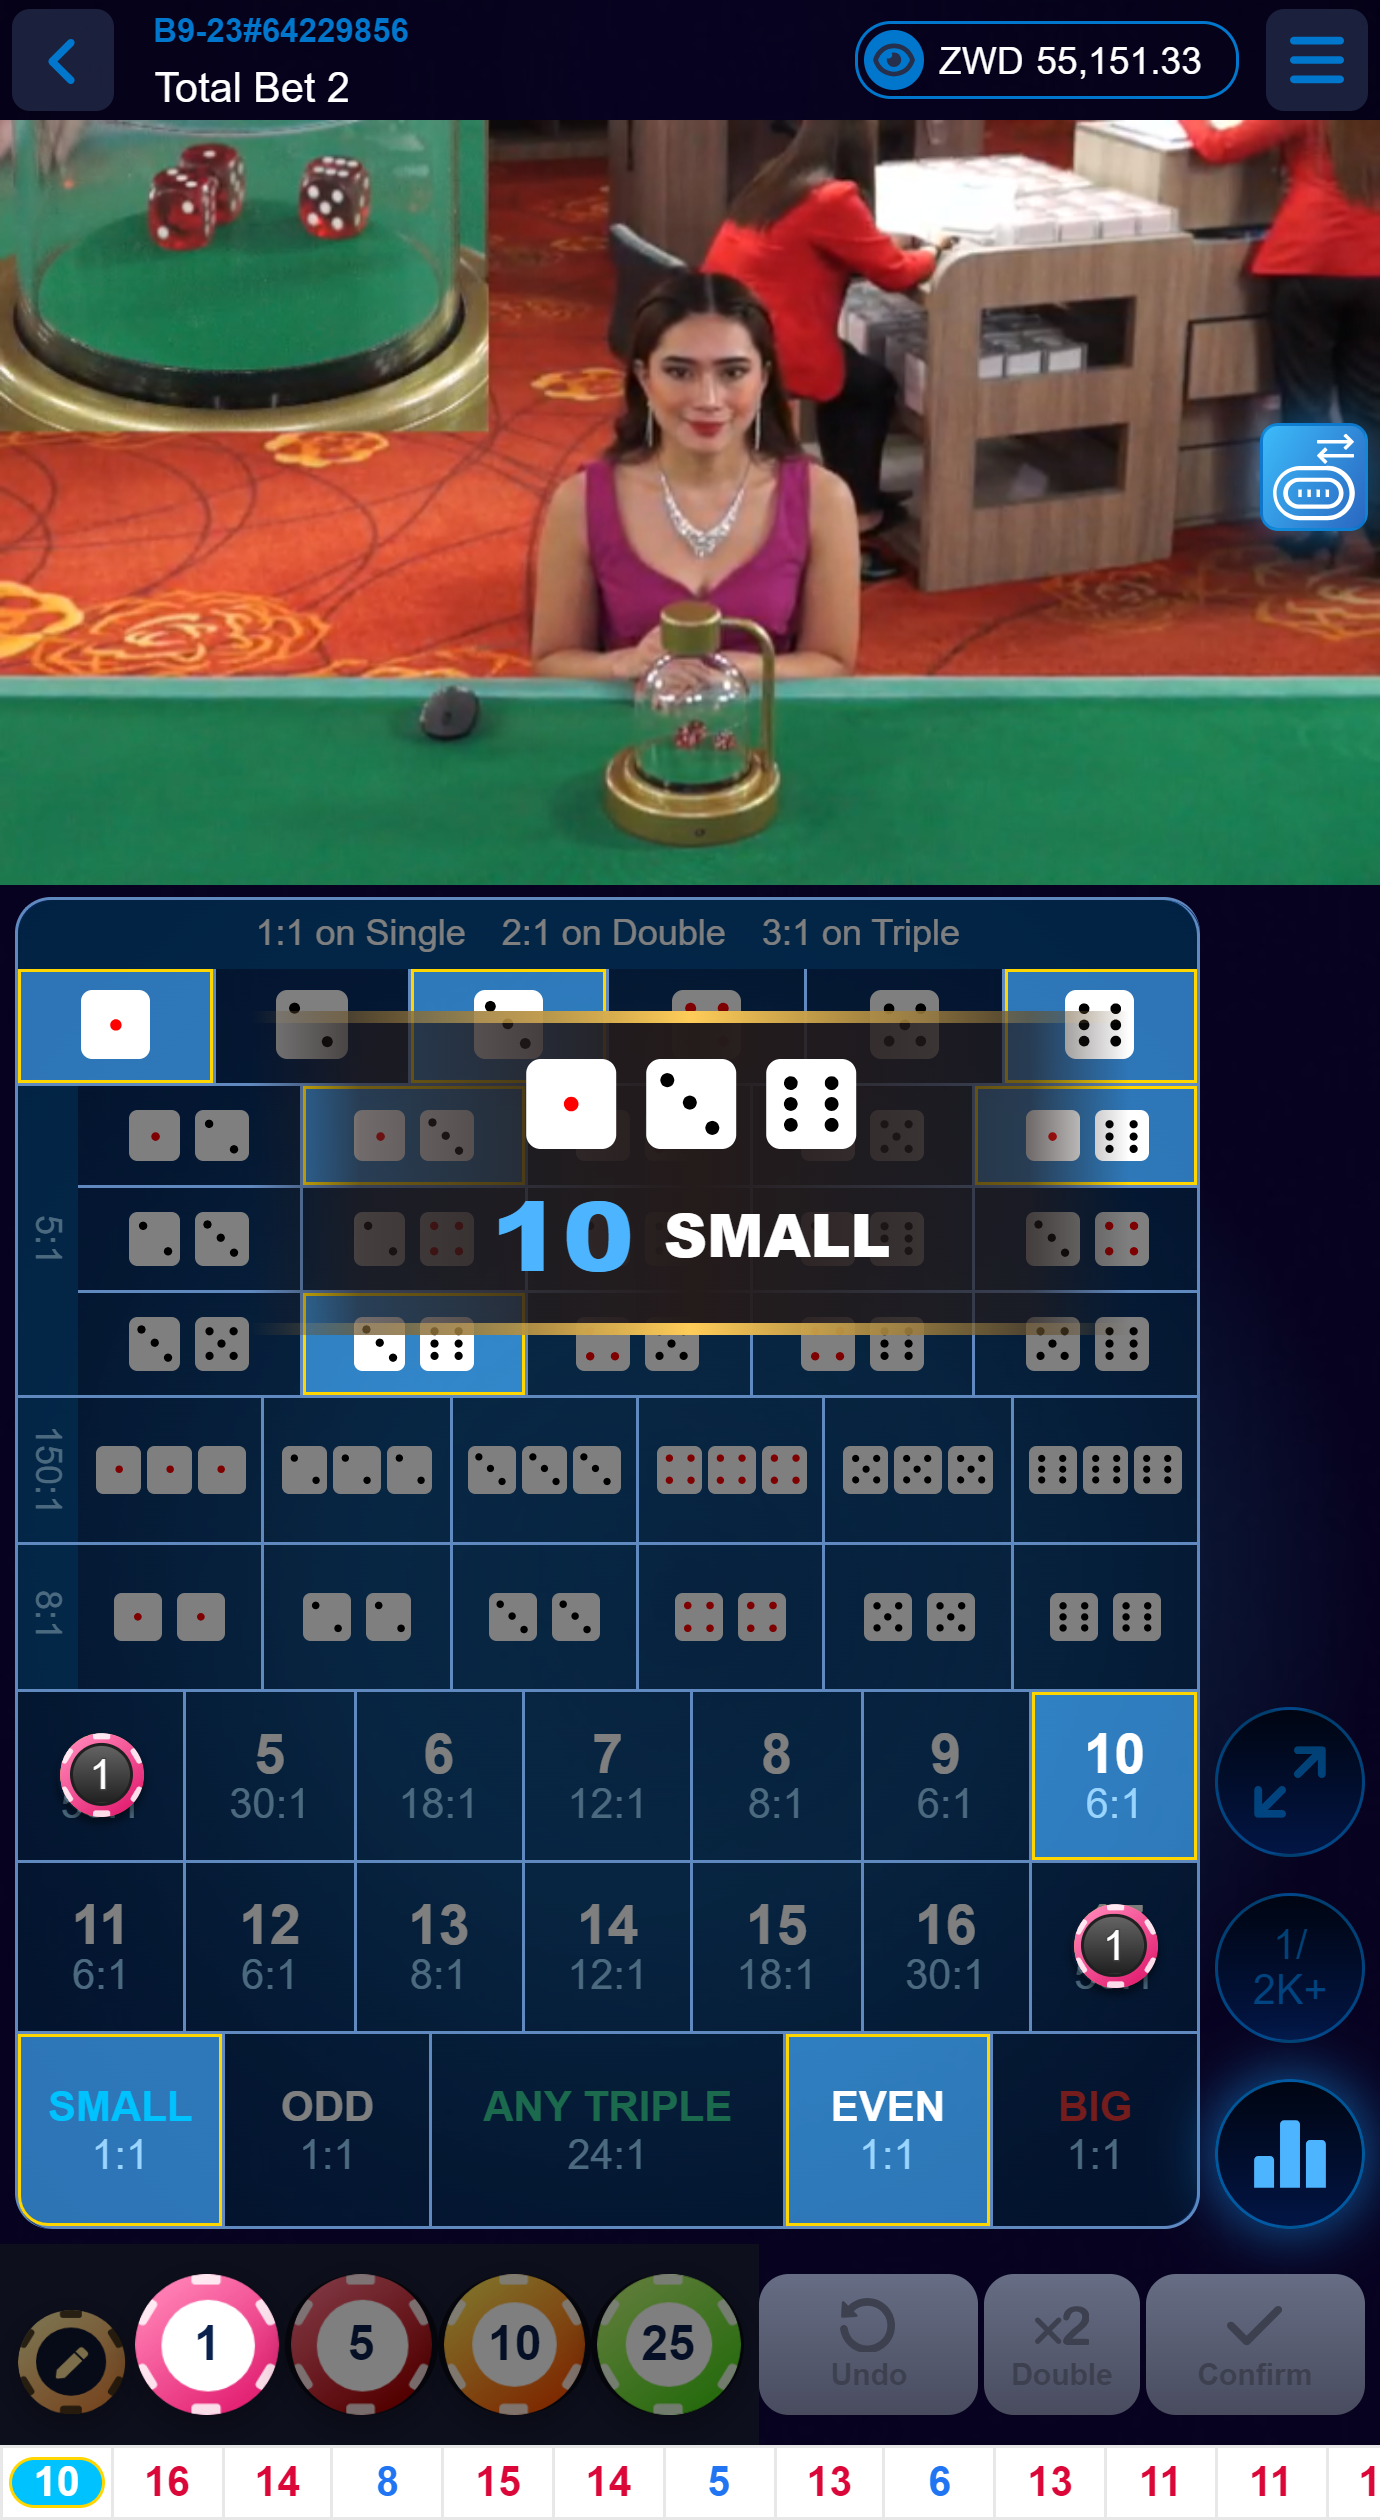 B9-23#64229856
Total Bet 2
ZWD 55,151.33
1:1 on Single 2:1 on Double 3:1 on Triple
10 SMALL
5:1
150:1
8:1
1
5 6 7 8 9 10
30:1 18:1 12:1 8:1 6:1 6:1
11 12 13 14 15 16
1
6:1 6:1 8:1 12:1 18:1 30:1
1/
2K+
SMALL ODD ANY TRIPLE EVEN BIG
1:1 1:1 24:1 1:1 1:1
1 5 10 25
Undo x2 Double Confirm
10 16 14 8 15 14 5 13 6 13 11 11